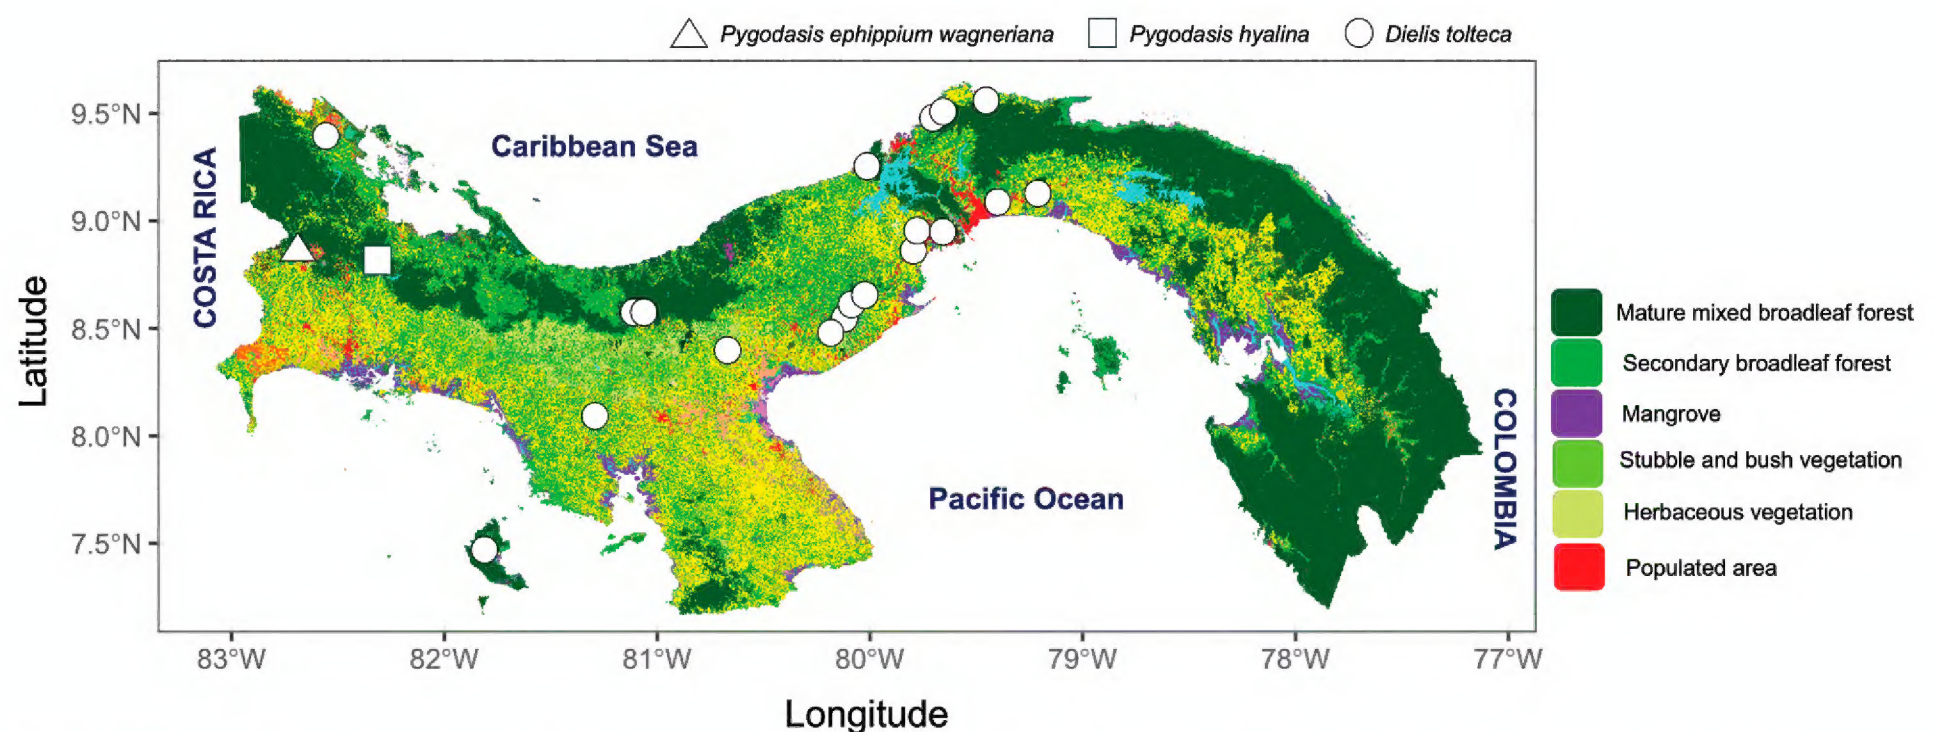 Pygodasis ephippium wagneriana Pygodasis hyalina Dielis tolteca
9.5°N
9.0°N
8.5°N
8.0°N
7.5°N
Latitude
COSTA RICA
Caribbean Sea
Pacific Ocean
COLOMBIA
Mature mixed broadleaf forest
Secondary broadleaf forest
Mangrove
Stubble and bush vegetation
Herbaceous vegetation
Populated area
83°W 82°W 81°W 80°W 79°W 78°W 77°W
Longitude